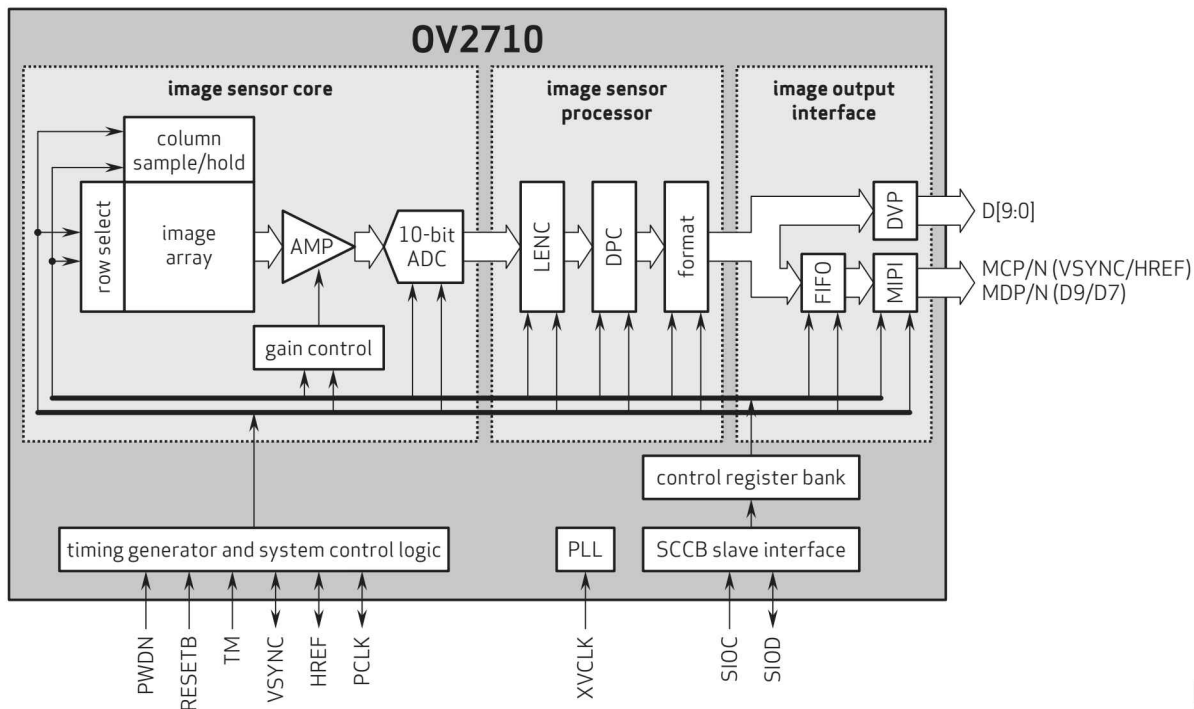 OV2710
image sensor core
image sensor
processor
image output
interface
column
sample/hold
row select
image
array
AMP
10-bit
ADC
gain control
LENC
DPC
format
DVP
FIFO
MIPI
D[9:0]
MCP/N (VSYNC/HREF)
MDP/N (D9/D7)
control register bank
timing generator and system control logic
PLL
SCCB slave interface
PWDN
RESETB
TM
VSYNC
HREF
PCLK
XVCLK
SIOC
SIOD